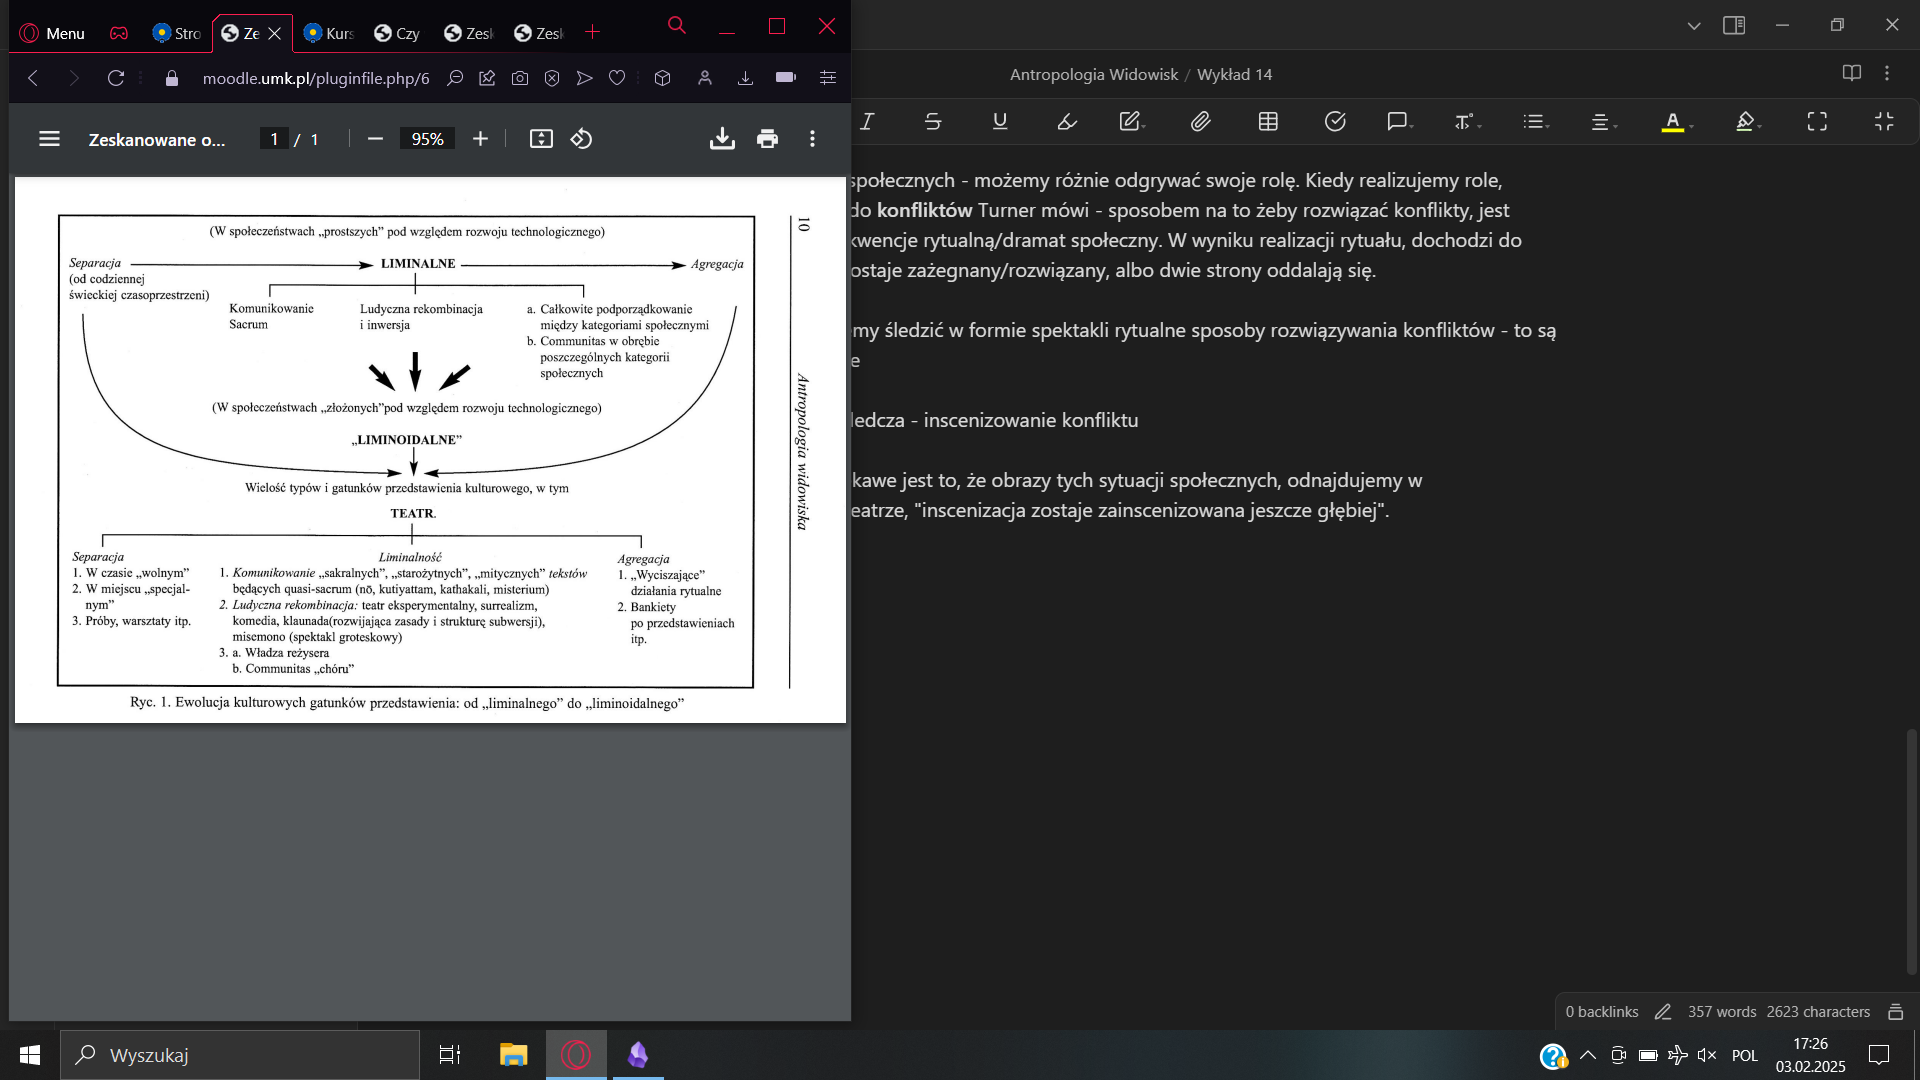 Menu
Stro
Ze
Kurs
Czy
Zesk
Zesk
moodle.umk.pl/pluginfile.php/6
Zeskanowane o...
1 / 1
95%
(W społeczeństwach „prostszych” pod względem rozwoju technologicznego)
Separacja
LIMINALNE
Agregacja
(od codziennej
świeckiej czasoprzestrzeni)
Komunikowanie
Sacrum
Ludyczna rekombinacja
i inwersja
a. Całkowite podporządkowanie
między kategoriami społecznymi
b. Communitas w obrębie
poszczególnych kategorii
społecznych
(W społeczeństwach „złożonych”pod względem rozwoju technologicznego)
„LIMINOIDALNE”
Wielość typów i gatunków przedstawienia kulturowego, w tym
TEATR.
Separacja
1. W czasie „wolnym”
2. W miejscu „specjal-
nym”
3. Próby, warsztaty itp.
Liminalność
1. Komunikowanie „sakralnych”, „starożytnych”, „mitycznych” tekstów
będących quasi-sacrum (nō, kutiyattam, kathakali, misterium)
2. Ludyczna rekombinacja: teatr eksperymentalny, surrealizm,
komedia, klaunada(rozwijająca zasady i strukturę subwersji),
misemono (spektakl groteskowy)
3. a. Władza reżysera
b. Communitas „chóru”
Agregacja
1. „Wyciszające”
działania rytualne
2. Bankiety
po przedstawieniach
itp.
Ryc. 1. Ewolucja kulturowych gatunków przedstawienia: od „liminalnego” do „liminoidalnego”
10
Antropologia widowiska
Antropologia Widowisk / Wykład 14
społecznych - możemy różnie odgrywać swoje rolę. Kiedy realizujemy role,
do konfliktów Turner mówi - sposobem na to żeby rozwiązać konflikty, jest
kwencje rytualną/dramat społeczny. W wyniku realizacji rytuału, dochodzi do
ostaje zażegnany/rozwiązany, albo dwie strony oddalają się.
my śledzić w formie spektakli rytualne sposoby rozwiązywania konfliktów - to są
e
ledcza - inscenizowanie konfliktu
kawe jest to, że obrazy tych sytuacji społecznych, odnajdujemy w
eatrze, "inscenizacja zostaje zainscenizowana jeszcze głębiej".
0 backlinks
357 words
2623 characters
Wyszukaj
POL
17:26
03.02.2025